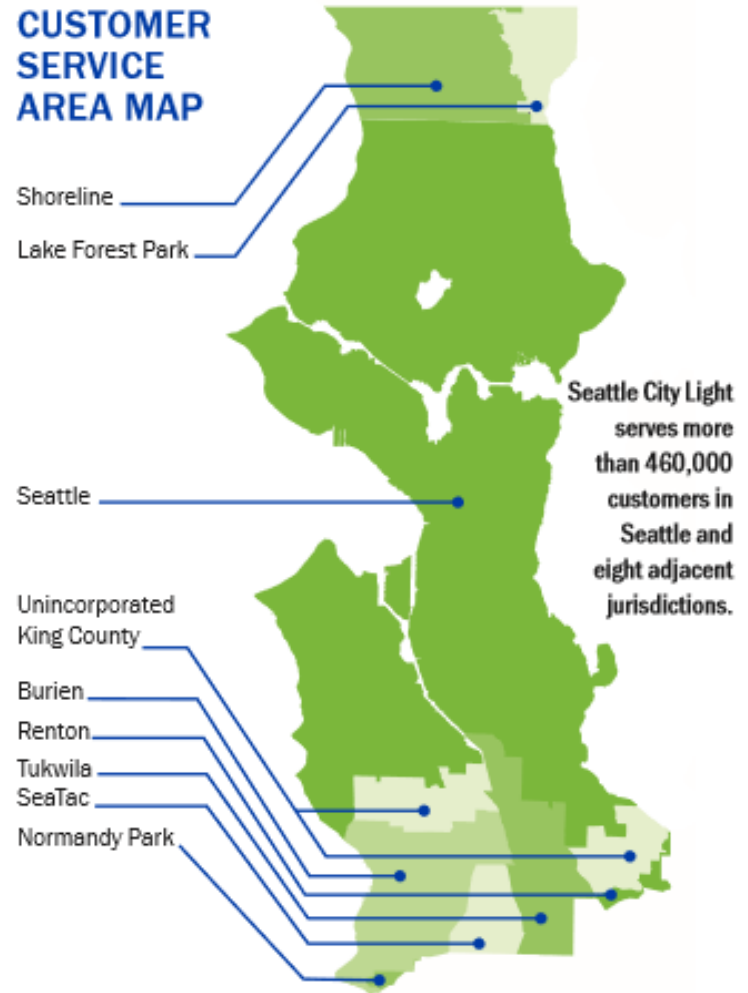 CUSTOMER
SERVICE
AREA MAP
Shoreline
Lake Forest Park
Seattle City Light
serves more
than 460,000
customers in
Seattle and
eight adjacent
jurisdictions.
Seattle
Unincorporated
King County
Burien
Renton
Tukwila
SeaTac
Normandy Park